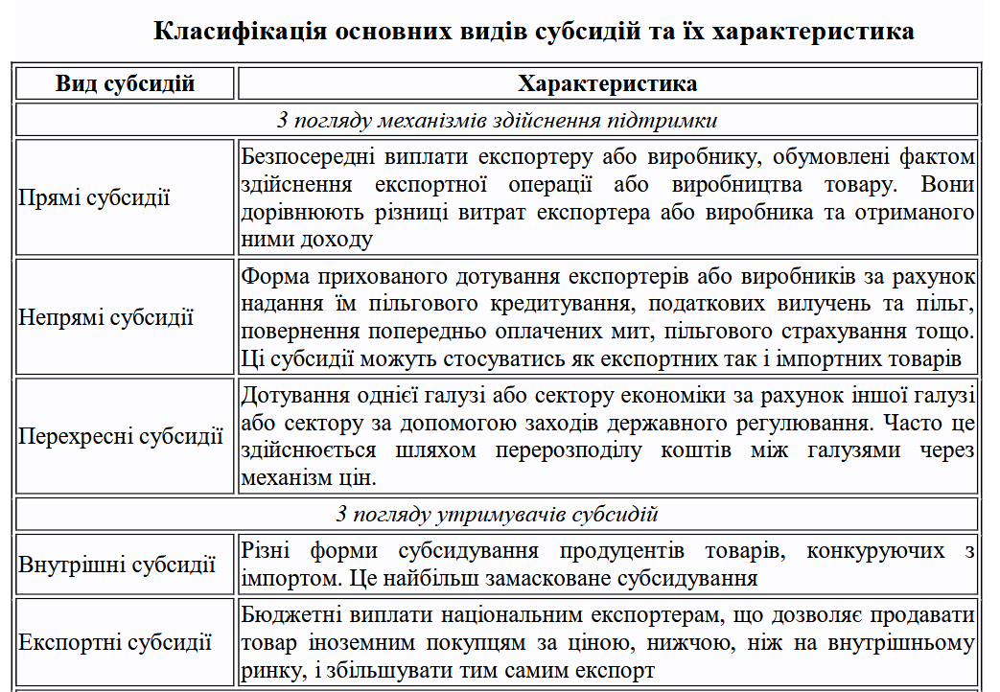 Класифікація основних видів субсидій та їх характеристика
Вид субсидій
Характеристика
З погляду механізмів здійснення підтримки
Прямі субсидії
Безпосередні виплати експортеру або виробнику, обумовлені фактом
здійснення експортної операції або виробництва товару. Вони
дорівнюють різниці витрат експортера або виробника та отриманого
ними доходу
Непрямі субсидії
Форма прихованого дотування експортерів або виробників за рахунок
надання їм пільгового кредитування, податкових вилучень та пільг,
повернення попередньо оплачених мит, пільгового страхування тощо.
Ці субсидії можуть стосуватись як експортних так і імпортних товарів
Перехресні субсидії
Дотування однієї галузі або сектору економіки за рахунок іншої галузі
або сектору за допомогою заходів державного регулювання. Часто це
здійснюється шляхом перерозподілу коштів між галузями через
механізм цін.
З погляду утримувачів субсидій
Внутрішні субсидії
Різні форми субсидування продуцентів товарів, конкуруючих з
імпортом. Це найбільш замасковане субсидування
Експортні субсидії
Бюджетні виплати національним експортерам, що дозволяє продавати
товар іноземним покупцям за ціною, нижчою, ніж на внутрішньому
ринку, і збільшувати тим самим експорт